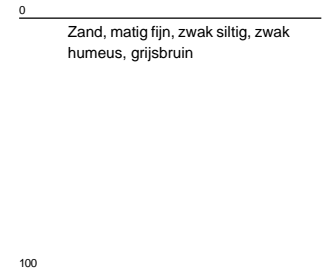 0
Zand, matig fijn, zwak siltig, zwak
humeus, grijsbruin
100